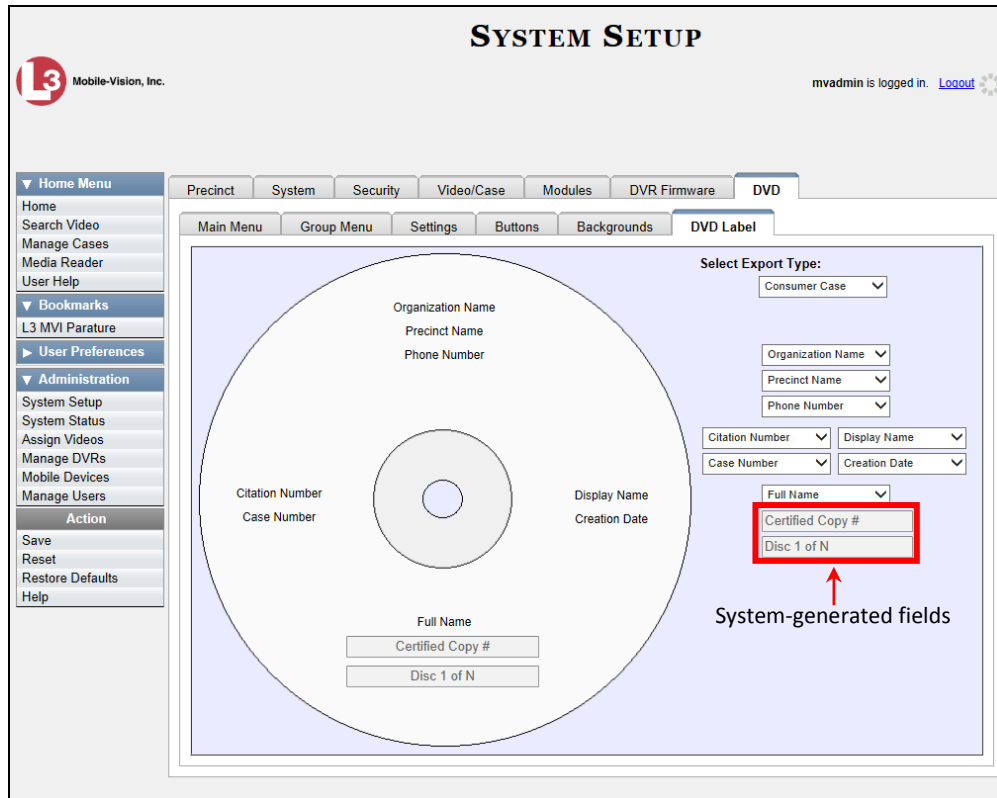 SYSTEM SETUP
L3 Mobile-Vision, Inc.
mvadmin is logged in. Logout
▼ Home Menu
Home
Search Video
Manage Cases
Media Reader
User Help
▼ Bookmarks
L3 MVI Parature
▶ User Preferences
▼ Administration
System Setup
System Status
Assign Videos
Manage DVRs
Mobile Devices
Manage Users
Action
Save
Reset
Restore Defaults
Help
Precinct System Security Video/Case Modules DVR Firmware DVD
Main Menu Group Menu Settings Buttons Backgrounds DVD Label
Organization Name
Precinct Name
Phone Number
Citation Number
Case Number
Display Name
Creation Date
Full Name
Certified Copy #
Disc 1 of N
Select Export Type:
Consumer Case
Organization Name
Precinct Name
Phone Number
Citation Number Display Name
Case Number Creation Date
Full Name
Certified Copy #
Disc 1 of N
System-generated fields